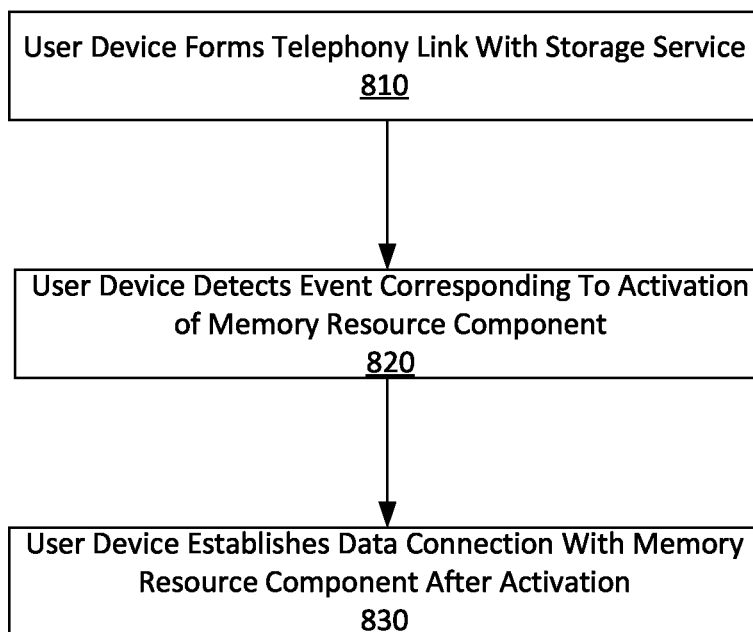 User Device Forms Telephony Link With Storage Service
810
User Device Detects Event Corresponding To Activation
of Memory Resource Component
820
User Device Establishes Data Connection With Memory
Resource Component After Activation
830